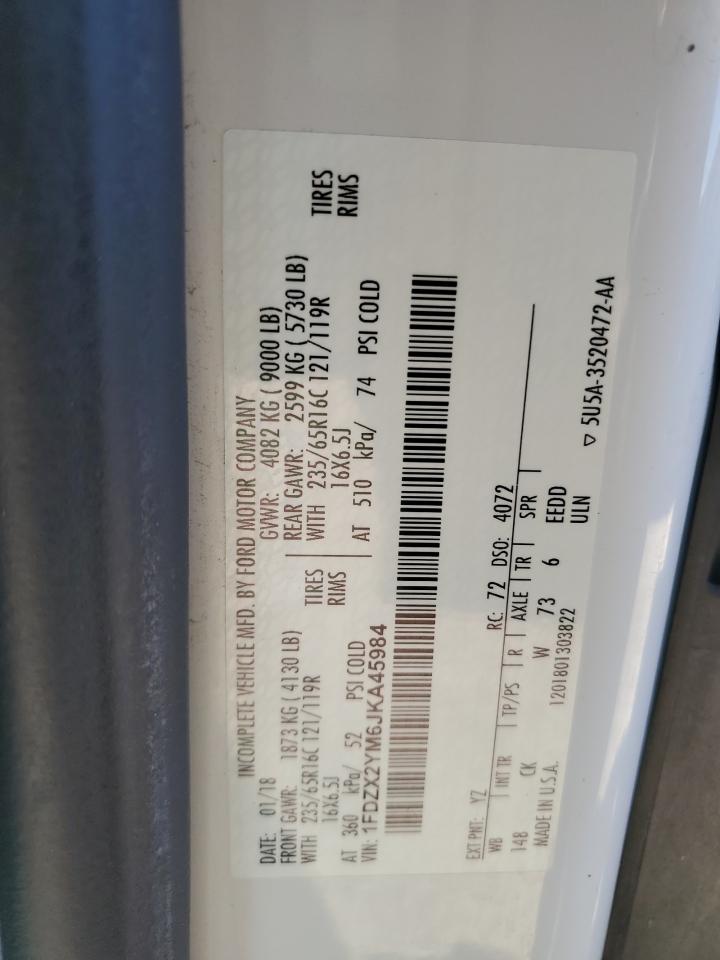 INCOMPLETE VEHICLE MFD. BY FORD MOTOR COMPANY
DATE: 01/18 GVWR: 4082 KG ( 9000 LB)
FRONT GAWR: 1873 KG ( 4130 LB) REAR GAWR: 2599 KG ( 5730 LB)
WITH 235/65R16C 121/119R TIRES WITH 235/65R16C 121/119R TIRES
16X6.5J RIMS 16X6.5J RIMS
AT 360 kPa/ 52 PSI COLD AT 510 kPa/ 74 PSI COLD
VIN: 1FDZX2YM6JKA45984
EXT PNT: YZ RC: 72 DSO: 4072
WB INT TR TP/PS R AXLE TR SPR
148 CK W 73 6 EEDD
MADE IN U.S.A. 1201801303822 ULN
▽ 5U5A-3520472-AA